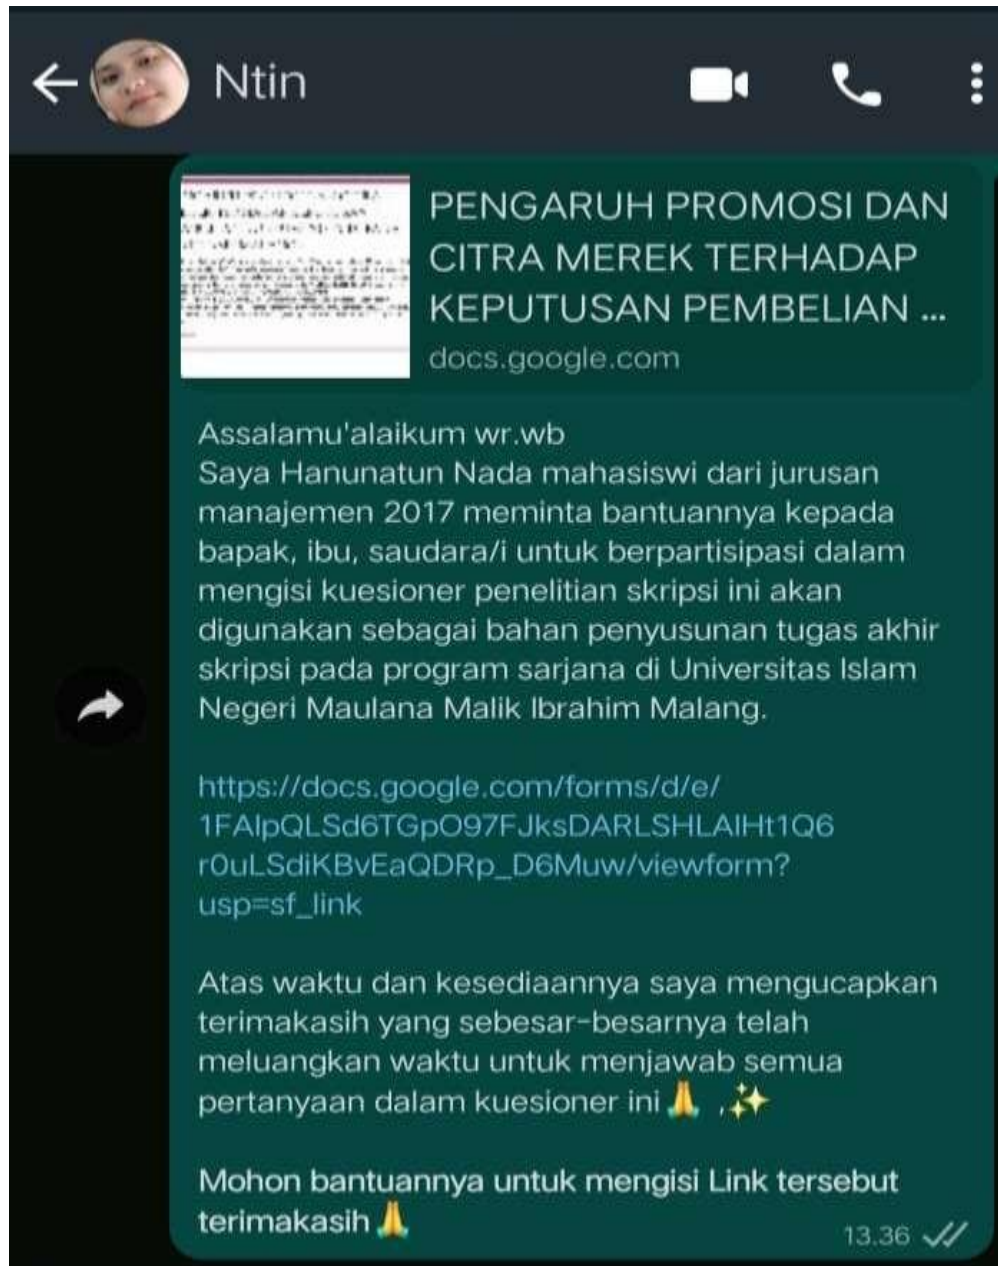 Ntin
PENGARUH PROMOSI DAN
CITRA MEREK TERHADAP
KEPUTUSAN PEMBELIAN ...
docs.google.com
Assalamu'alaikum wr.wb
Saya Hanunatun Nada mahasiswi dari jurusan
manajemen 2017 meminta bantuannya kepada
bapak, ibu, saudara/i untuk berpartisipasi dalam
mengisi kuesioner penelitian skripsi ini akan
digunakan sebagai bahan penyusunan tugas akhir
skripsi pada program sarjana di Universitas Islam
Negeri Maulana Malik Ibrahim Malang.
https://docs.google.com/forms/d/e/
1FAIpQLSd6TGpO97FJksDARLSHLAIHt1Q6
r0uLSdiKBvEaQDRp_D6Muw/viewform?
usp=sf_link
Atas waktu dan kesediaannya saya mengucapkan
terimakasih yang sebesar-besarnya telah
meluangkan waktu untuk menjawab semua
pertanyaan dalam kuesioner ini🙏 ,✨
Mohon bantuannya untuk mengisi Link tersebut
terimakasih🙏
13.36